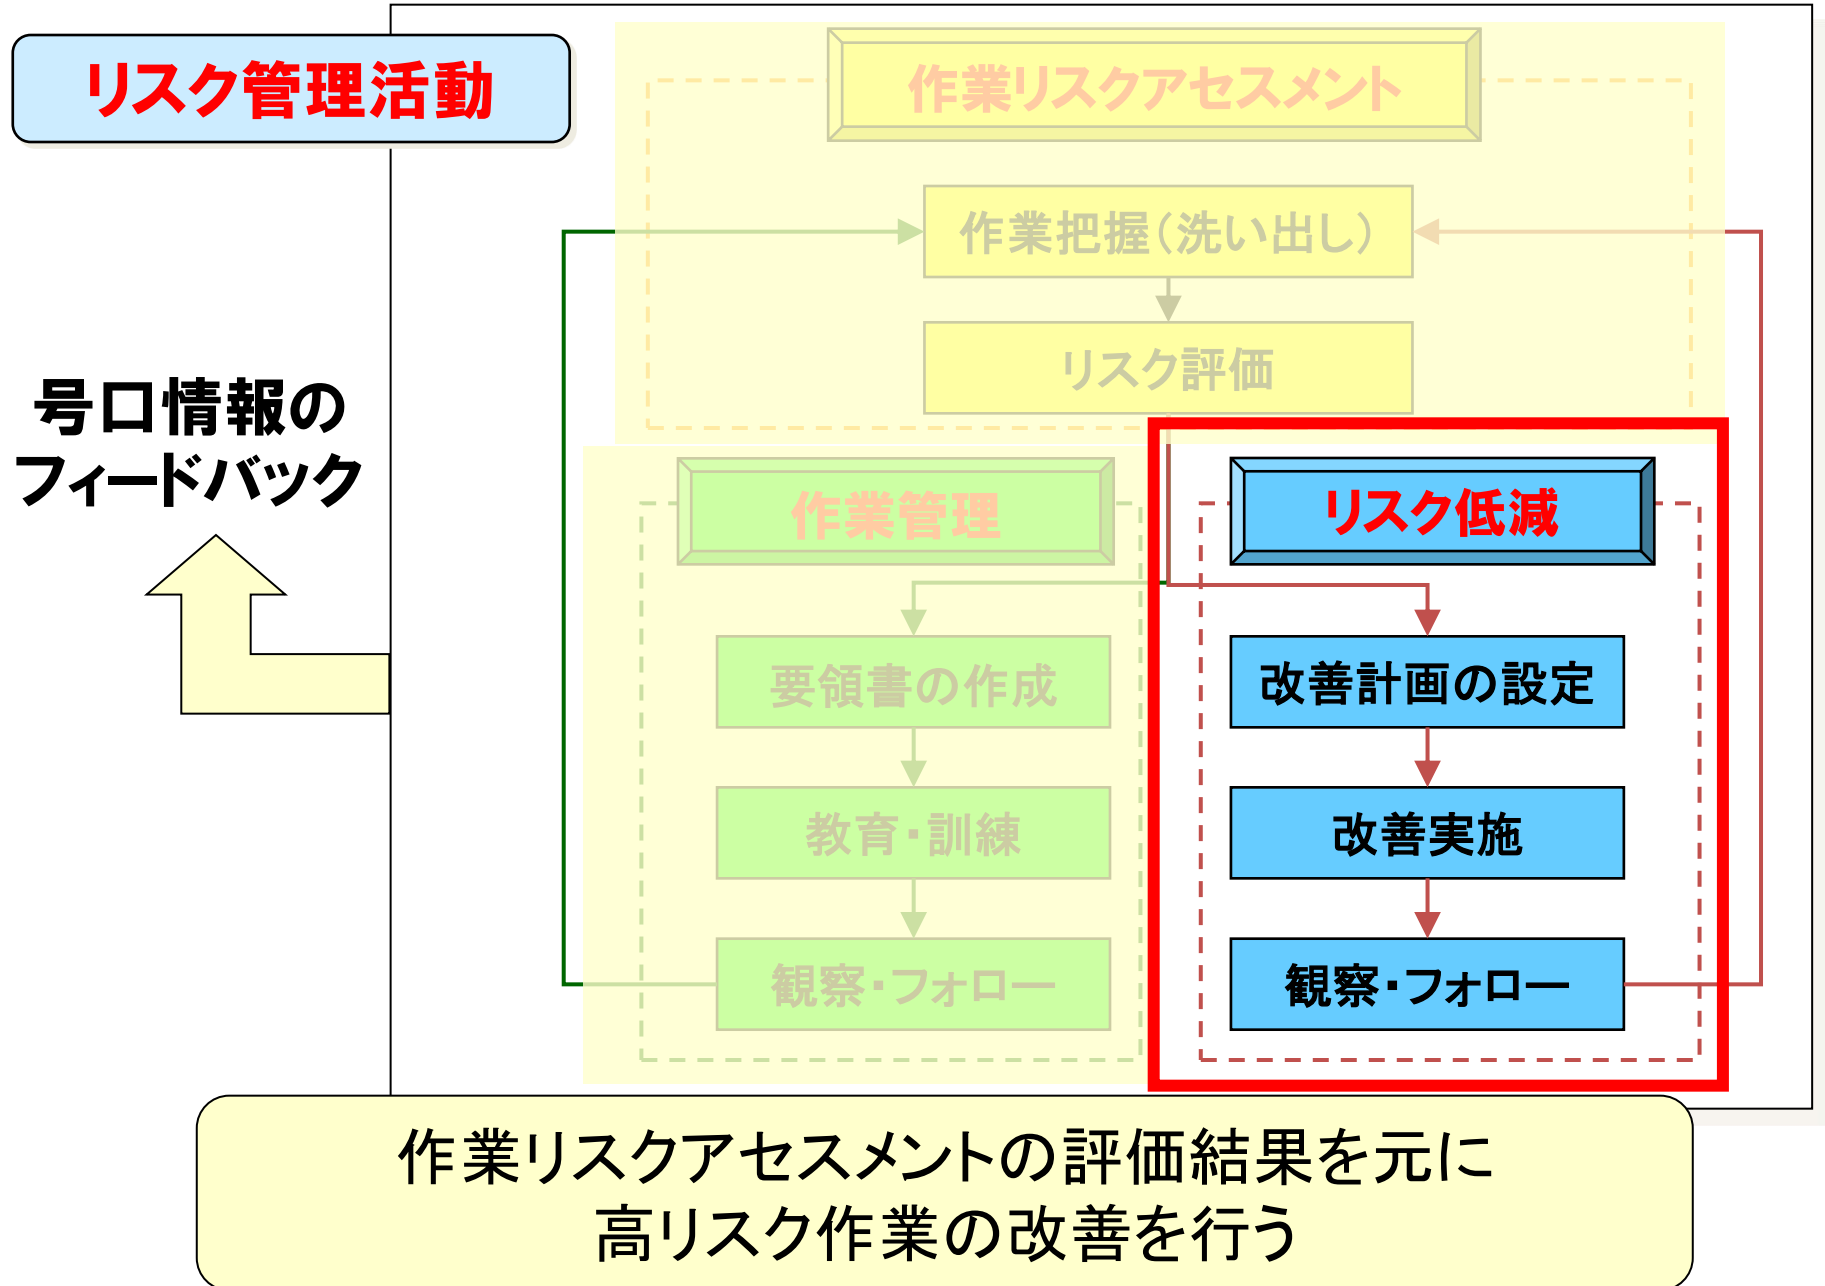 リスク管理活動
作業リスクアセスメント
作業把握（洗い出し）
リスク評価
号口情報の
フィードバック
作業管理
リスク低減
要領書の作成
改善計画の設定
教育・訓練
改善実施
観察・フォロー
観察・フォロー
作業リスクアセスメントの評価結果を元に
高リスク作業の改善を行う